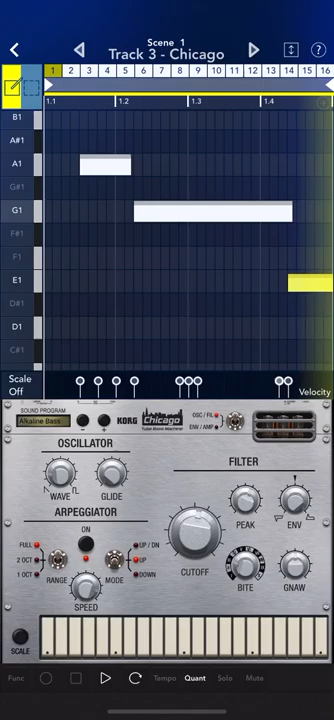 Scene 1
Track 3 - Chicago
?
1 2 3 4 5 6 7 8 9 10 11 12 13 14 15 16
1.1 1.2 1.3 1.4
B1
A#1
A1
G#1
G1
F#1
F1
E1
D#1
D1
C#1
Scale
Off
Velocity
SOUND PROGRAM
Alkaline Bass
- +
KORG Chicago
Tube Bass Machine
OSC / FIL
ENV / AMP
OSCILLATOR
WAVE GLIDE
ARPEGGIATOR
ON
FULL
2 OCT
1 OCT
RANGE
MODE
UP / DN
UP
DOWN
SPEED
FILTER
PEAK ENV
CUTOFF
BITE GNAW
SCALE
Func Tempo Quant Solo Mute